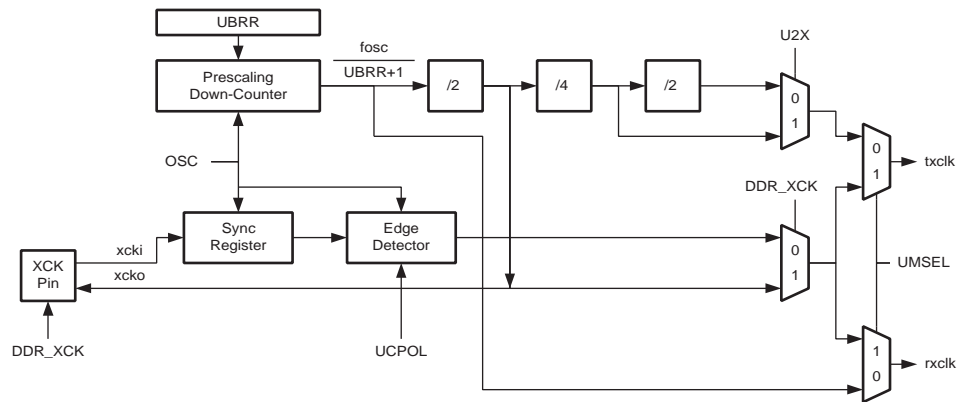 UBRR
fosc
U2X
Prescaling
Down-Counter
UBRR+1
/2
/4
/2
0
1
OSC
0
1
txclk
DDR_XCK
Sync
Register
Edge
Detector
xcki
0
1
XCK
Pin
xcko
UMSEL
DDR_XCK
UCPOL
1
0
rxclk